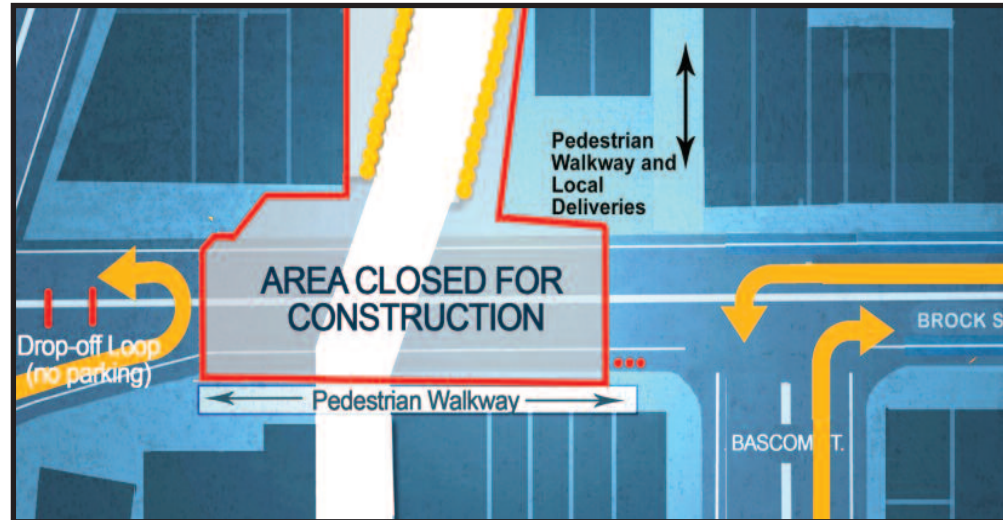 Pedestrian
Walkway and
Local
Deliveries
AREA CLOSED FOR
CONSTRUCTION
BROCK S
Drop-off Loop
(no parking)
Pedestrian Walkway
BASCOM T.